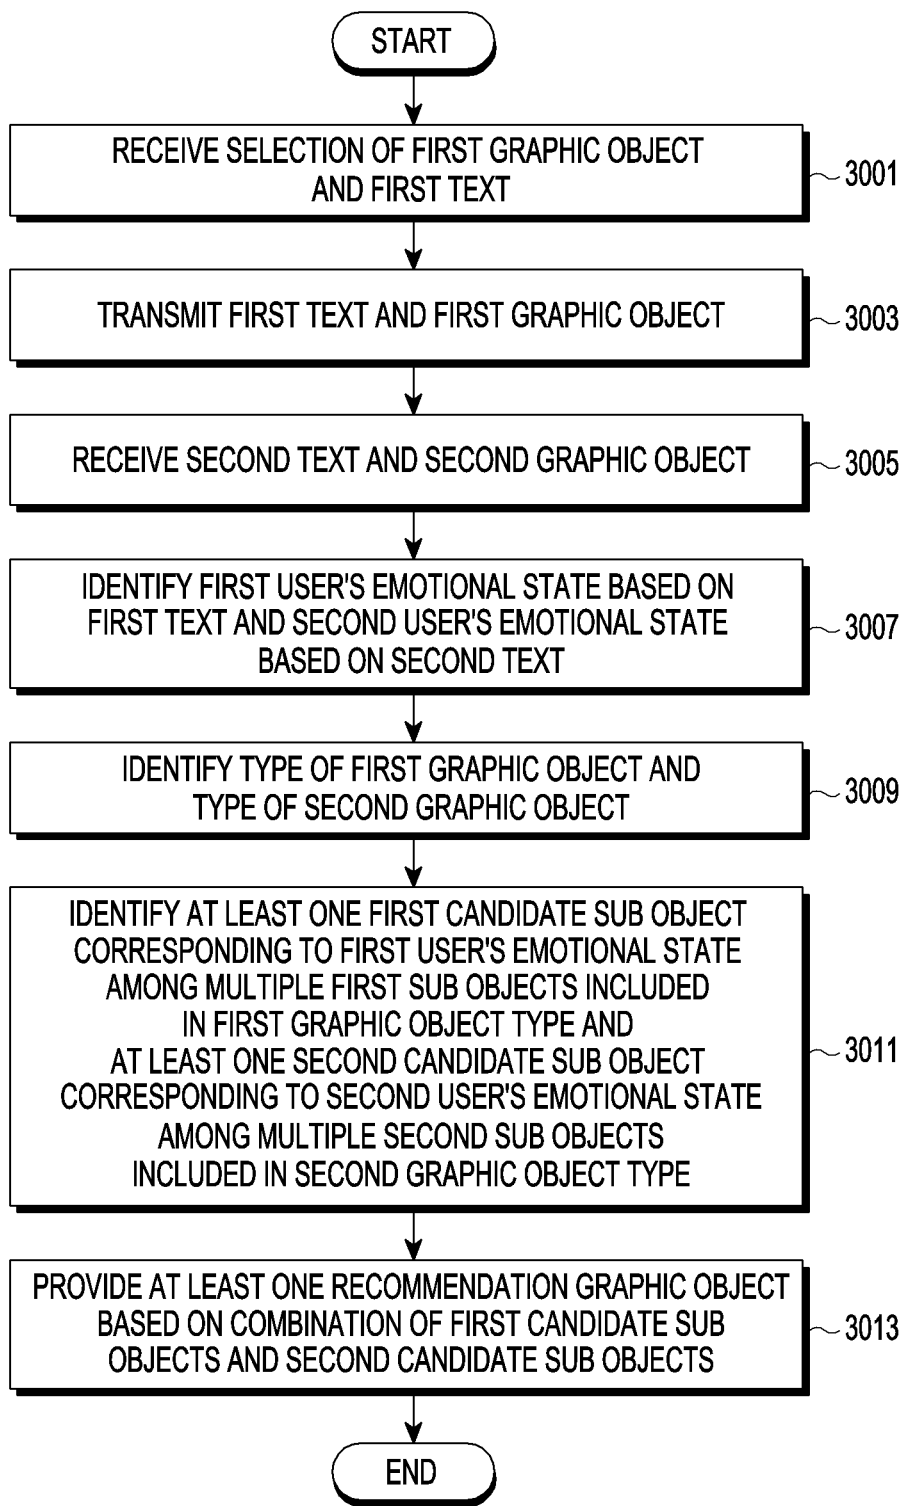 START
RECEIVE SELECTION OF FIRST GRAPHIC OBJECT
AND FIRST TEXT
3001
TRANSMIT FIRST TEXT AND FIRST GRAPHIC OBJECT
3003
RECEIVE SECOND TEXT AND SECOND GRAPHIC OBJECT
3005
IDENTIFY FIRST USER'S EMOTIONAL STATE BASED ON
FIRST TEXT AND SECOND USER'S EMOTIONAL STATE
BASED ON SECOND TEXT
3007
IDENTIFY TYPE OF FIRST GRAPHIC OBJECT AND
TYPE OF SECOND GRAPHIC OBJECT
3009
IDENTIFY AT LEAST ONE FIRST CANDIDATE SUB OBJECT
CORRESPONDING TO FIRST USER'S EMOTIONAL STATE
AMONG MULTIPLE FIRST SUB OBJECTS INCLUDED
IN FIRST GRAPHIC OBJECT TYPE AND
AT LEAST ONE SECOND CANDIDATE SUB OBJECT
CORRESPONDING TO SECOND USER'S EMOTIONAL STATE
AMONG MULTIPLE SECOND SUB OBJECTS
INCLUDED IN SECOND GRAPHIC OBJECT TYPE
3011
PROVIDE AT LEAST ONE RECOMMENDATION GRAPHIC OBJECT
BASED ON COMBINATION OF FIRST CANDIDATE SUB
OBJECTS AND SECOND CANDIDATE SUB OBJECTS
3013
END